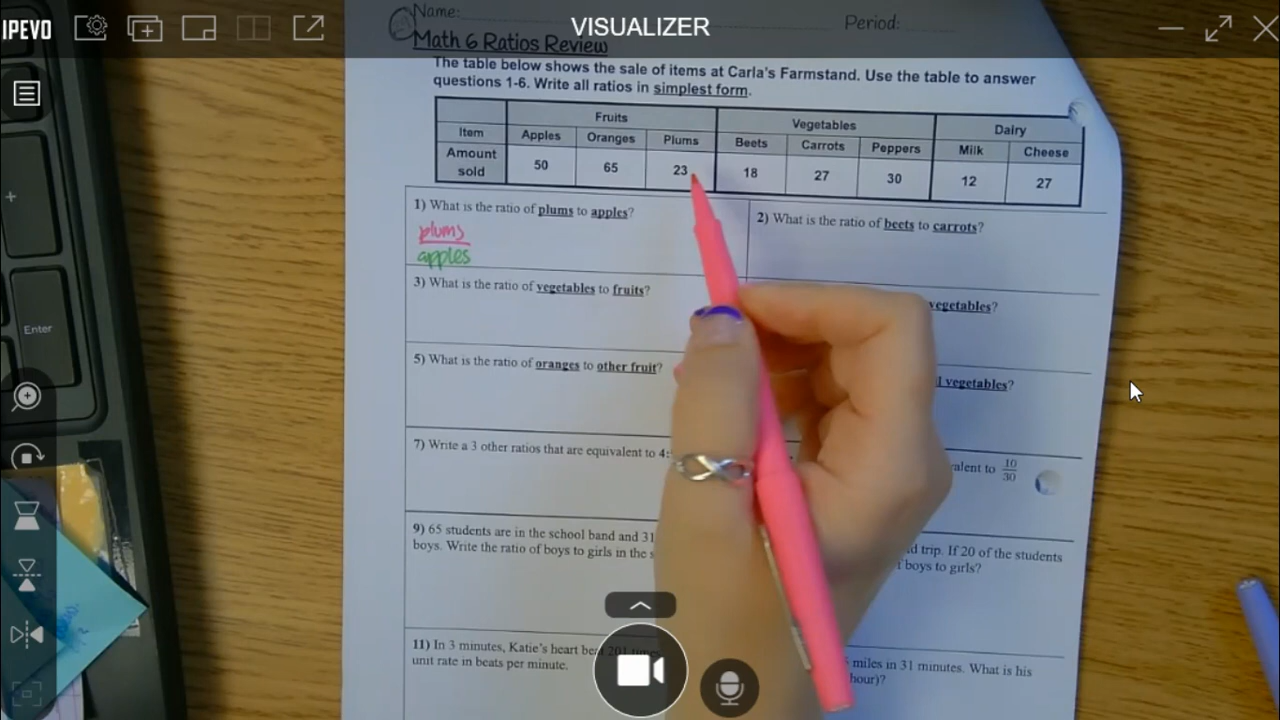 IPEVO
VISUALIZER
Name:
Period:
Math 6 Ratios Review
The table below shows the sale of items at Carla's Farmstand. Use the table to answer
questions 1-6. Write all ratios in simplest form.
Fruits Vegetables Dairy
Item Apples Oranges Plums Beets Carrots Peppers Milk Cheese
Amount
sold 50 65 23 18 27 30 12 27
1) What is the ratio of plums to apples?
plums
apples
2) What is the ratio of beets to carrots?
3) What is the ratio of vegetables to fruits?
vegetables?
5) What is the ratio of oranges to other fruit?
vegetables?
7) Write a 3 other ratios that are equivalent to 4:
to 10/30
9) 65 students are in the school band and 31
boys. Write the ratio of boys to girls in the s
trip. If 20 of the students
boys to girls?
11) In 3 minutes, Katie's heart beat 201 times
unit rate in beats per minute.
miles in 31 minutes. What is his
hour)?
Enter
+